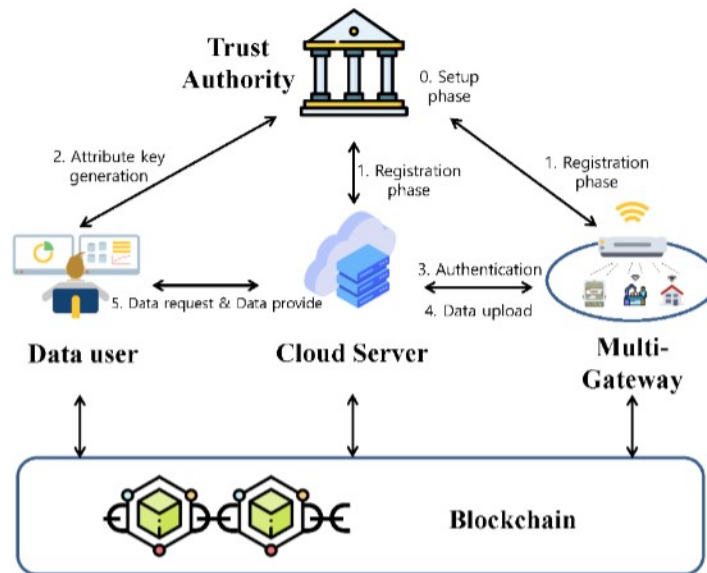 Trust
Authority
0. Setup
phase
2. Attribute key
generation
1. Registration
phase
1. Registration
phase
3. Authentication
4. Data upload
5. Data request & Data provide
Data user
Cloud Server
Multi-
Gateway
Blockchain